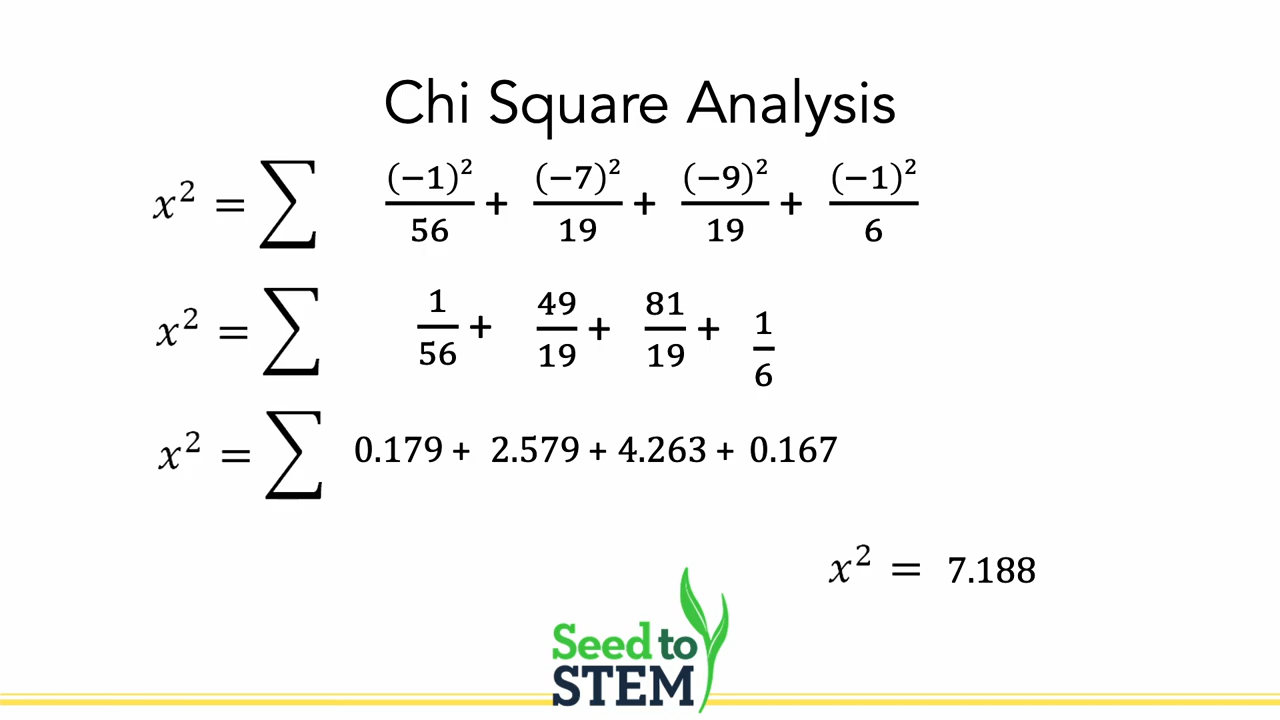 Chi Square Analysis
x² = ∑ (−1)²/56 + (−7)²/19 + (−9)²/19 + (−1)²/6
x² = ∑ 1/56 + 49/19 + 81/19 + 1/6
x² = ∑ 0.179 + 2.579 + 4.263 + 0.167
x² = 7.188
Seed to
STEM